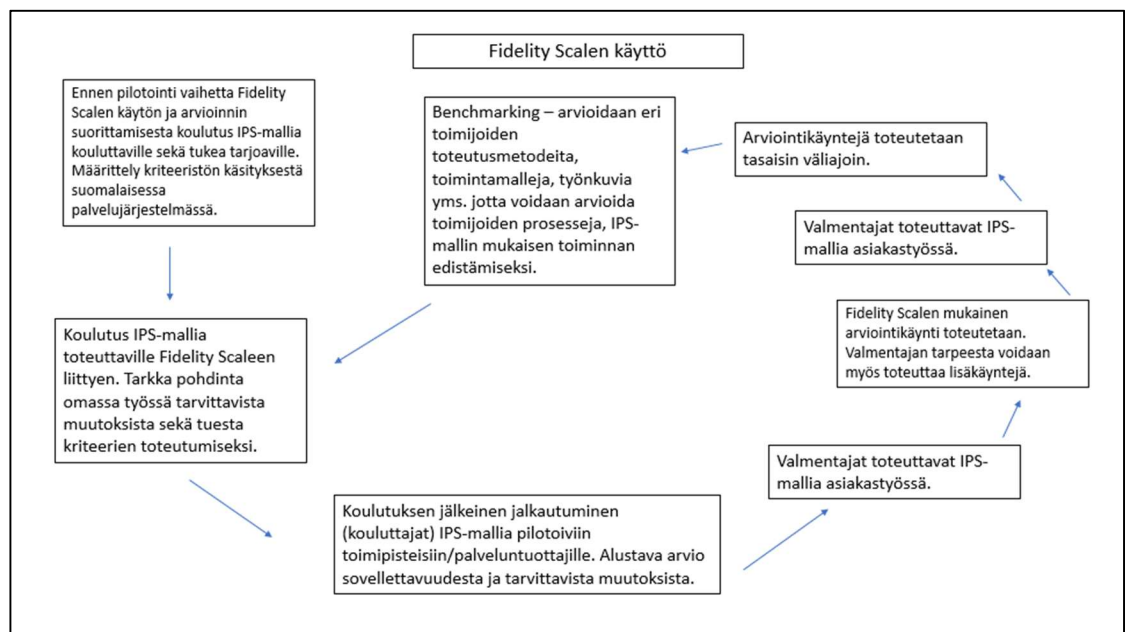 Fidelity Scalen käyttö
Ennen pilotointi vaihetta Fidelity
Scalen käytön ja arvioinnin
suorittamisesta koulutus IPS-mallia
kouluttaville sekä tukea tarjoaville.
Määrittely kriteeristön käsityksestä
suomalaisessa
palvelujärjestelmässä.
Benchmarking – arvioidaan eri
toimijoiden
toteutusmetodeita,
toimintamalleja, työnkuvia
yms. jotta voidaan arvioida
toimijoiden prosesseja, IPS-
mallin mukaisen toiminnan
edistämiseksi.
Arviointikäyntejä toteutetaan
tasaisin väliajoin.
Valmentajat toteuttavat IPS-
mallia asiakastyössä.
Fidelity Scalen mukainen
arviointikäynti toteutetaan.
Valmentajan tarpeesta voidaan
myös toteuttaa lisäkäyntejä.
Koulutus IPS-mallia
toteuttaville Fidelity Scaleen
liittyen. Tarkka pohdinta
omassa työssä tarvittavista
muutoksista sekä tuesta
kriteerien toteutumiseksi.
Valmentajat toteuttavat IPS-
mallia asiakastyössä.
Koulutuksen jälkeinen jalkautuminen
(kouluttajat) IPS-mallia pilotoiviin
toimipisteisiin/palveluntuottajille. Alustava arvio
sovellettavuudesta ja tarvittavista muutoksista.